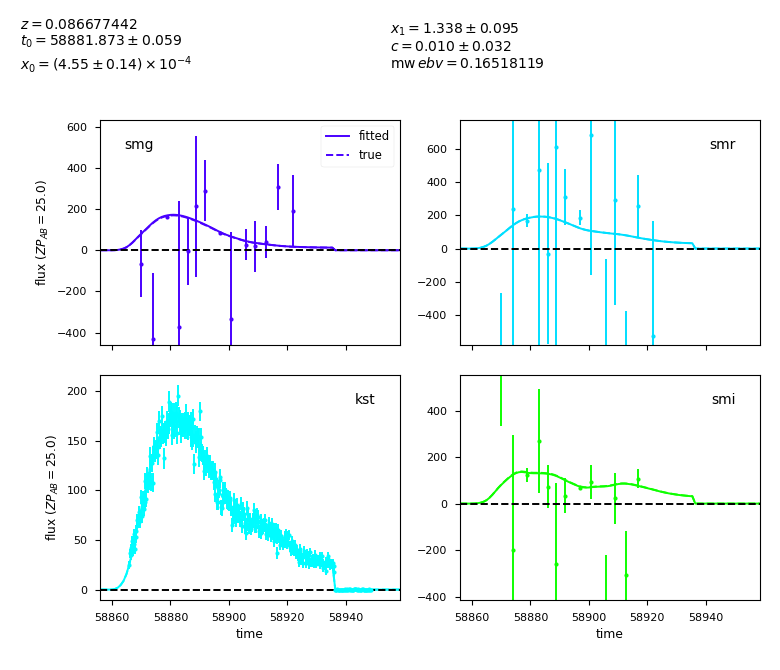 z = 0.086677442
t₀ = 58881.873 ± 0.059
x₀ = (4.55 ± 0.14) × 10⁻⁴
x₁ = 1.338 ± 0.095
c = 0.010 ± 0.032
mw ebv = 0.16518119
smg
fitted
true
600
400
200
0
−200
−400
flux (ZP_AB = 25.0)
smr
600
400
200
0
−200
−400
kst
200
150
100
50
0
flux (ZP_AB = 25.0)
58860 58880 58900 58920 58940
time
smi
400
200
0
−200
−400
58860 58880 58900 58920 58940
time